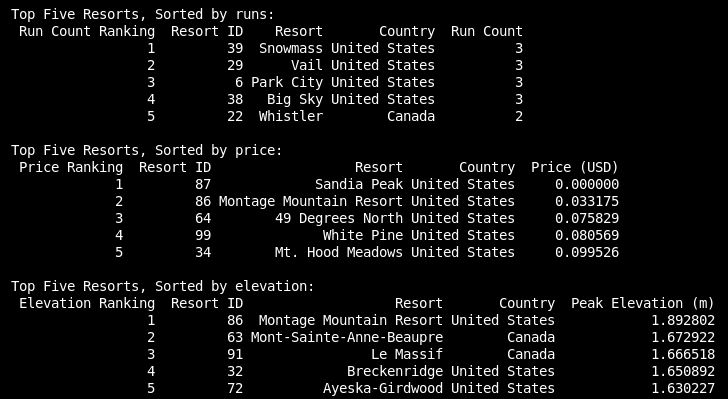 Top Five Resorts, Sorted by runs:
Run Count Ranking Resort ID Resort Country Run Count
1 39 Snowmass United States 3
2 29 Vail United States 3
3 6 Park City United States 3
4 38 Big Sky United States 3
5 22 Whistler Canada 2
Top Five Resorts, Sorted by price:
Price Ranking Resort ID Resort Country Price (USD)
1 87 Sandia Peak United States 0.000000
2 86 Montage Mountain Resort United States 0.033175
3 64 49 Degrees North United States 0.075829
4 99 White Pine United States 0.080569
5 34 Mt. Hood Meadows United States 0.099526
Top Five Resorts, Sorted by elevation:
Elevation Ranking Resort ID Resort Country Peak Elevation (m)
1 86 Montage Mountain Resort United States 1.892802
2 63 Mont-Sainte-Anne-Beaupre Canada 1.672922
3 91 Le Massif Canada 1.666518
4 32 Breckenridge United States 1.650892
5 72 Ayeska-Girdwood United States 1.630227